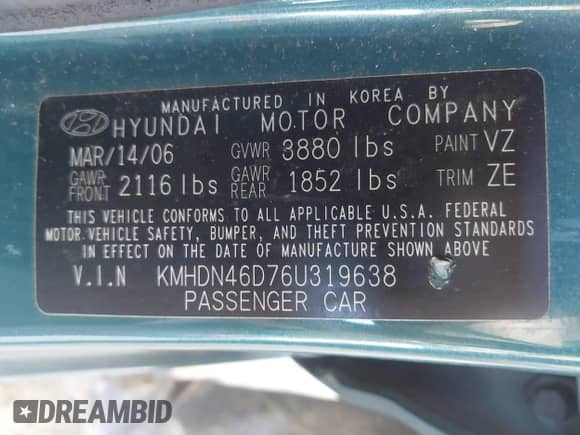 MANUFACTURED IN KOREA BY
HYUNDAI MOTOR COMPANY
MAR/14/06 GVWR 3880 lbs PAINT VZ
GAWR FRONT 2116 lbs GAWR REAR 1852 lbs TRIM ZE
THIS VEHICLE CONFORMS TO ALL APPLICABLE U.S.A. FEDERAL
MOTOR VEHICLE SAFETY, BUMPER, AND THEFT PREVENTION STANDARDS
IN EFFECT ON THE DATE OF MANUFACTURE SHOWN ABOVE
V.I.N KMHDN46D76U319638
PASSENGER CAR
DREAMBID